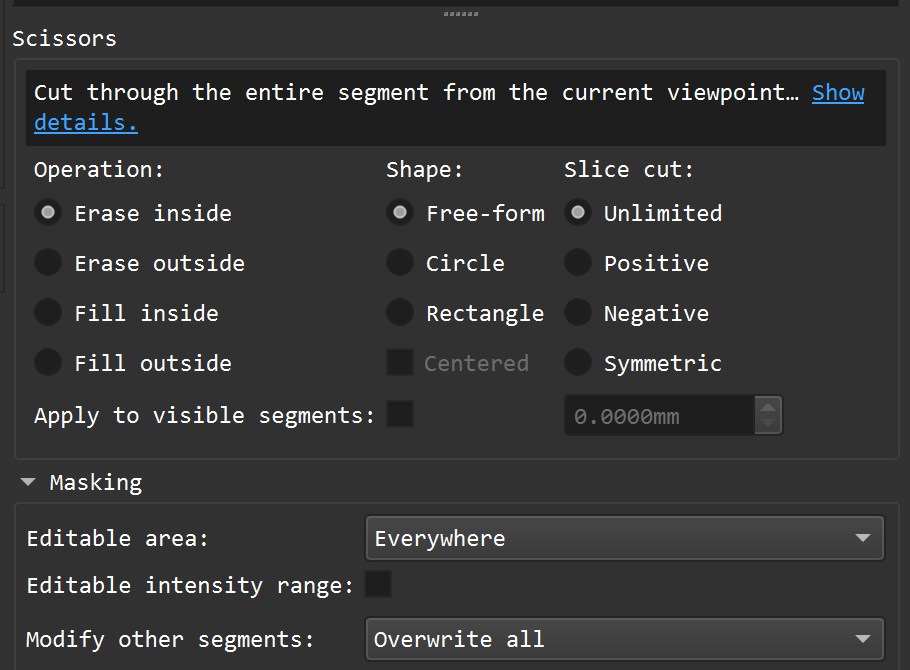 Scissors
Cut through the entire segment from the current viewpoint… Show
details.
Operation: Shape: Slice cut:
Erase inside Free-form Unlimited
Erase outside Circle Positive
Fill inside Rectangle Negative
Fill outside Centered Symmetric
Apply to visible segments: 0.0000mm
Masking
Editable area: Everywhere
Editable intensity range:
Modify other segments: Overwrite all